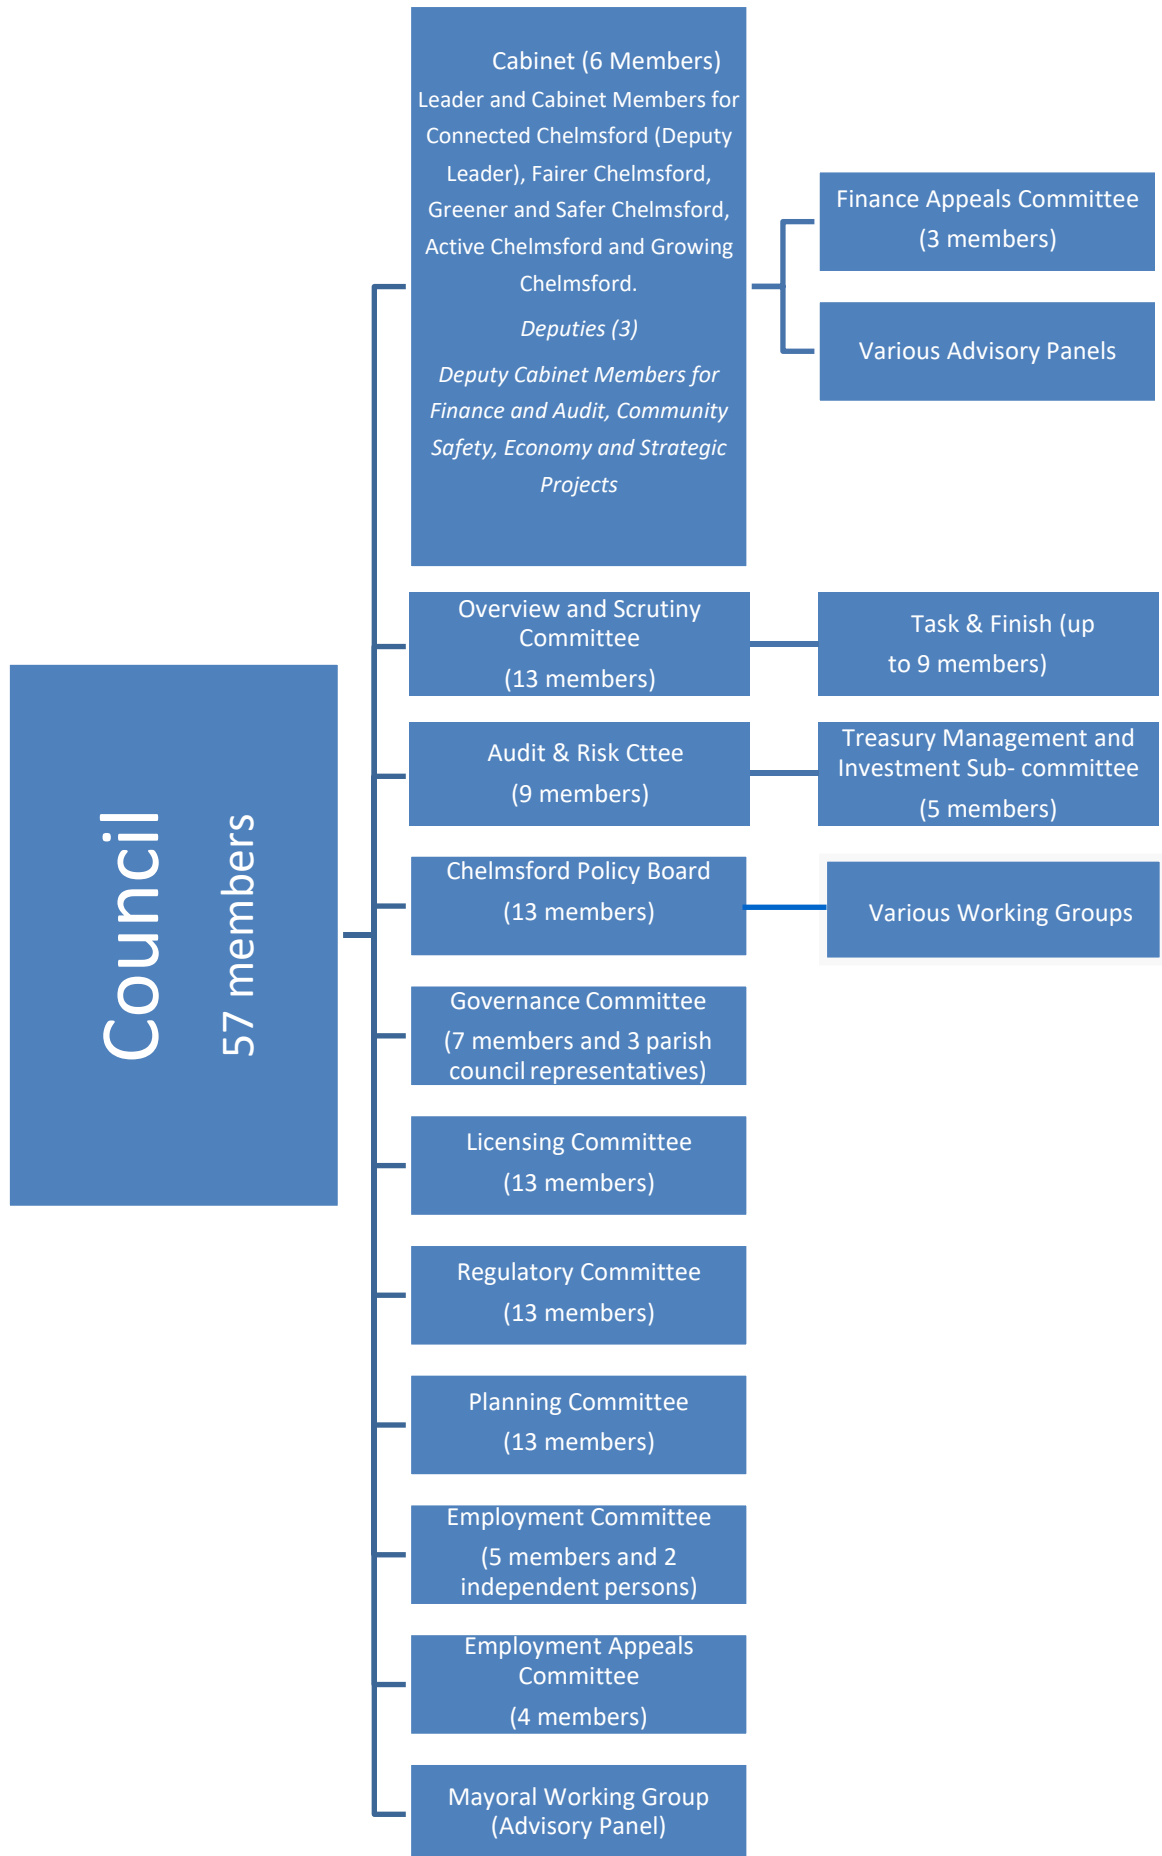 Council
57 members
Cabinet (6 Members)
Leader and Cabinet Members for
Connected Chelmsford (Deputy
Leader), Fairer Chelmsford,
Greener and Safer Chelmsford,
Active Chelmsford and Growing
Chelmsford.
Deputies (3)
Deputy Cabinet Members for
Finance and Audit, Community
Safety, Economy and Strategic
Projects
Finance Appeals Committee
(3 members)
Various Advisory Panels
Overview and Scrutiny
Committee
(13 members)
Task & Finish (up
to 9 members)
Audit & Risk Cttee
(9 members)
Treasury Management and
Investment Sub- committee
(5 members)
Chelmsford Policy Board
(13 members)
Various Working Groups
Governance Committee
(7 members and 3 parish
council representatives)
Licensing Committee
(13 members)
Regulatory Committee
(13 members)
Planning Committee
(13 members)
Employment Committee
(5 members and 2
independent persons)
Employment Appeals
Committee
(4 members)
Mayoral Working Group
(Advisory Panel)